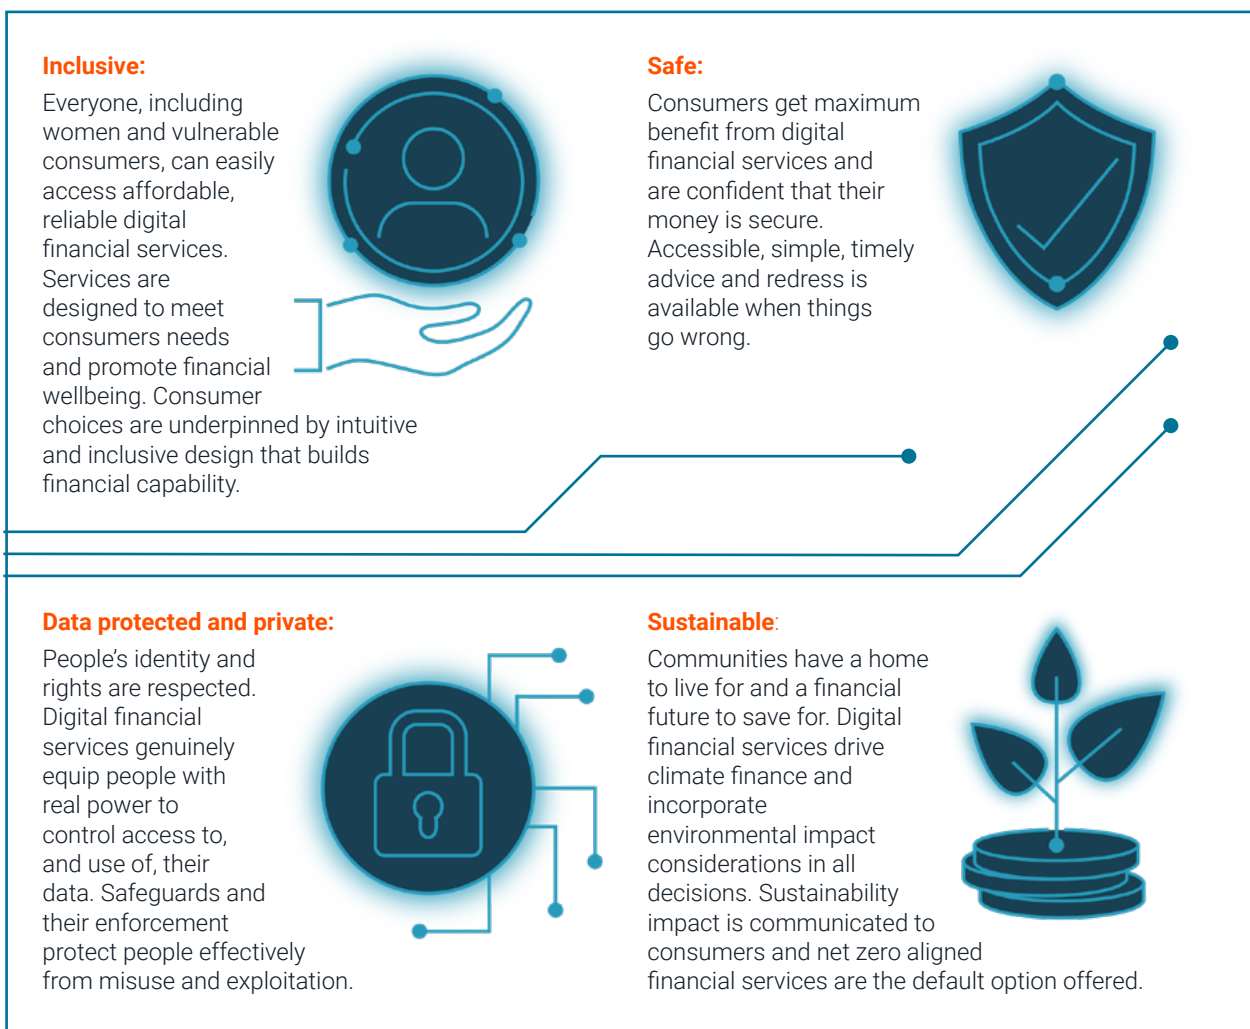 Inclusive:
Everyone, including
women and vulnerable
consumers, can easily
access affordable,
reliable digital
financial services.
Services are
designed to meet
consumers needs
and promote financial
wellbeing. Consumer
choices are underpinned by intuitive
and inclusive design that builds
financial capability.
Safe:
Consumers get maximum
benefit from digital
financial services and
are confident that their
money is secure.
Accessible, simple, timely
advice and redress is
available when things
go wrong.
Data protected and private:
People’s identity and
rights are respected.
Digital financial
services genuinely
equip people with
real power to
control access to,
and use of, their
data. Safeguards and
their enforcement
protect people effectively
from misuse and exploitation.
Sustainable:
Communities have a home
to live for and a financial
future to save for. Digital
financial services drive
climate finance and
incorporate
environmental impact
considerations in all
decisions. Sustainability
impact is communicated to
consumers and net zero aligned
financial services are the default option offered.